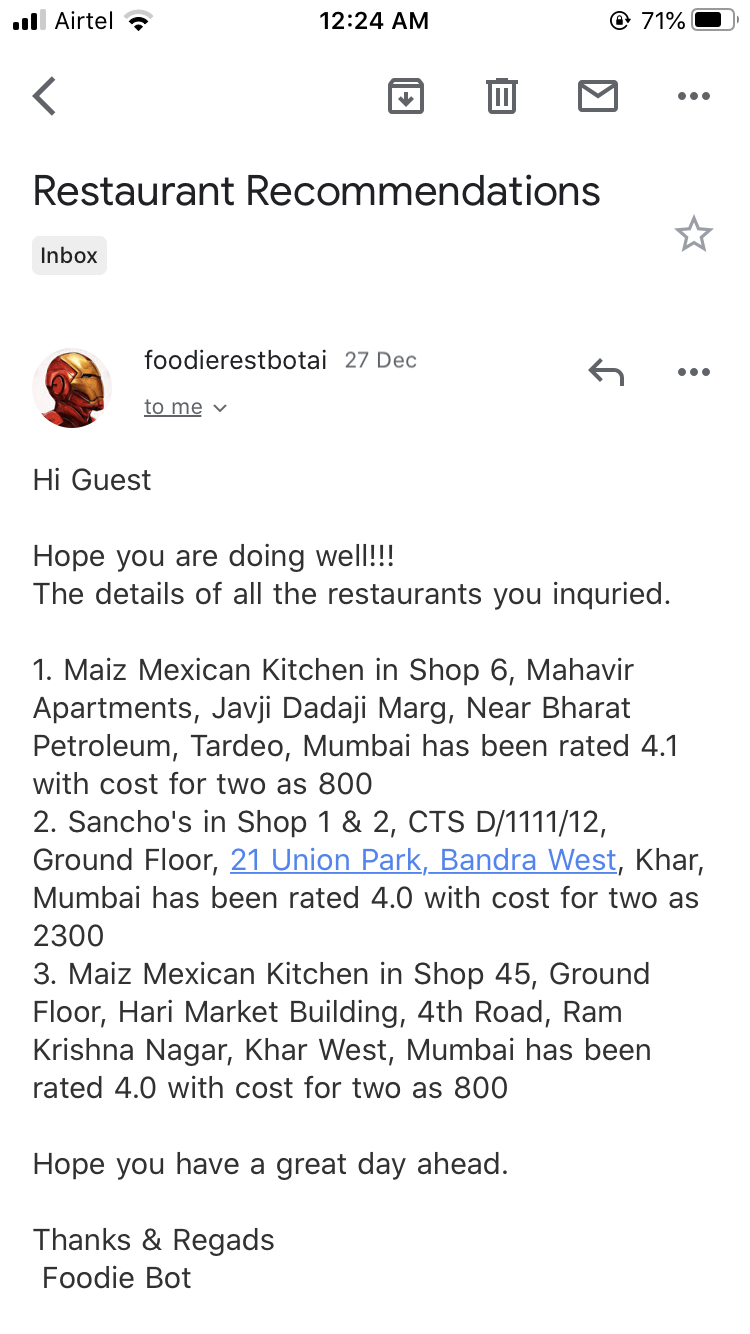 Airtel 12:24 AM 71%
Restaurant Recommendations
Inbox
foodierestbotai 27 Dec
to me
Hi Guest
Hope you are doing well!!!
The details of all the restaurants you inquried.
1. Maiz Mexican Kitchen in Shop 6, Mahavir
Apartments, Javji Dadaji Marg, Near Bharat
Petroleum, Tardeo, Mumbai has been rated 4.1
with cost for two as 800
2. Sancho's in Shop 1 & 2, CTS D/1111/12,
Ground Floor, 21 Union Park, Bandra West, Khar,
Mumbai has been rated 4.0 with cost for two as
2300
3. Maiz Mexican Kitchen in Shop 45, Ground
Floor, Hari Market Building, 4th Road, Ram
Krishna Nagar, Khar West, Mumbai has been
rated 4.0 with cost for two as 800
Hope you have a great day ahead.
Thanks & Regads
Foodie Bot